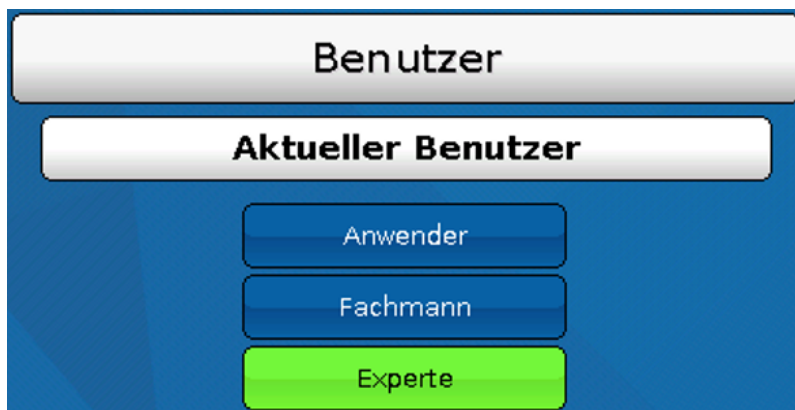 Benutzer
Aktueller Benutzer
Anwender
Fachmann
Experte